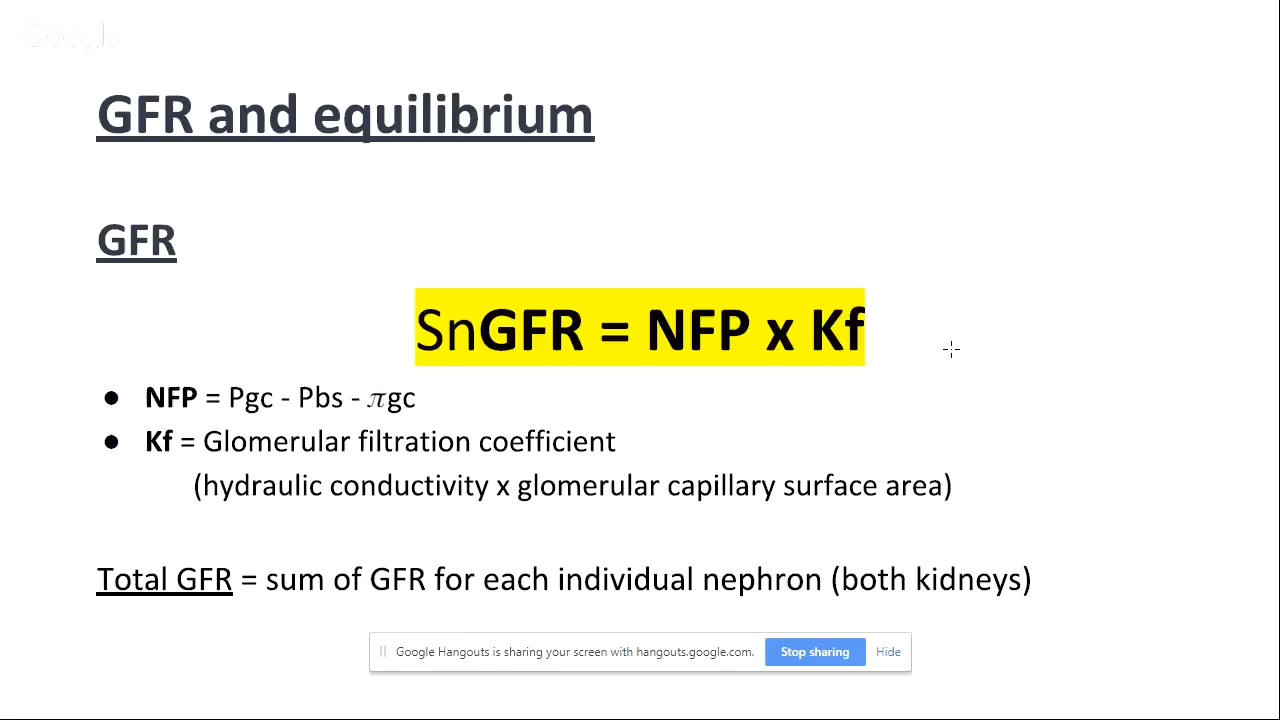 Google
GFR and equilibrium
GFR
SnGFR = NFP x Kf
● NFP = Pgc - Pbs - πgc
● Kf = Glomerular filtration coefficient
(hydraulic conductivity x glomerular capillary surface area)
Total GFR = sum of GFR for each individual nephron (both kidneys)
Google Hangouts is sharing your screen with hangouts.google.com. Stop sharing Hide